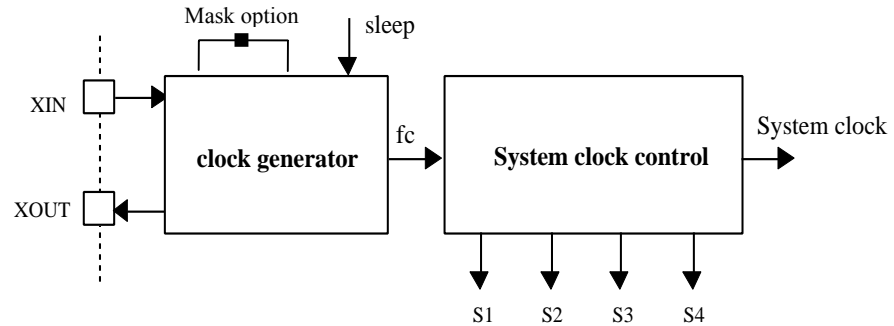 Mask option
sleep
XIN
clock generator
fc
System clock control
System clock
XOUT
S1 S2 S3 S4